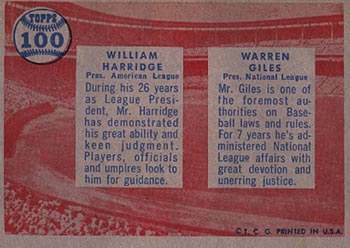 TOPPS
100
WILLIAM
HARRIDGE
Pres. American League
During his 26 years
as League Presi-
dent, Mr. Harridge
has demonstrated
his great ability and
keen judgment.
Players, officials
and umpires look to
him for guidance.
WARREN
GILES
Pres. National League
Mr. Giles is one of
the foremost au-
thorities on Base-
ball laws and rules.
For 7 years he's ad-
ministered National
League affairs with
great devotion and
unerring justice.
© T. C. G. PRINTED IN U.S.A.